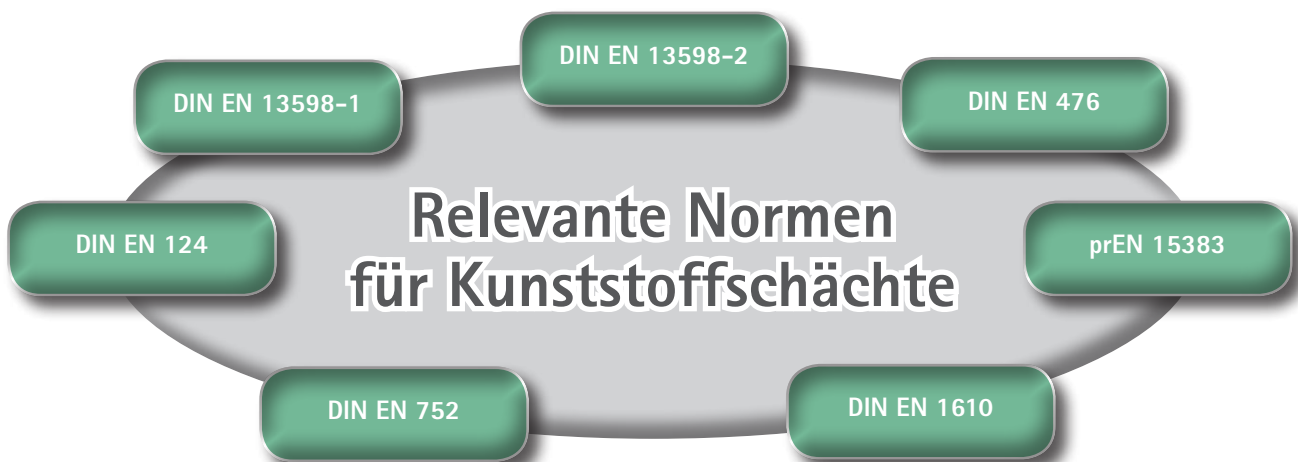 DIN EN 13598-2
DIN EN 13598-1
DIN EN 476
Relevante Normen
für Kunststoffschächte
DIN EN 124
prEN 15383
DIN EN 752
DIN EN 1610